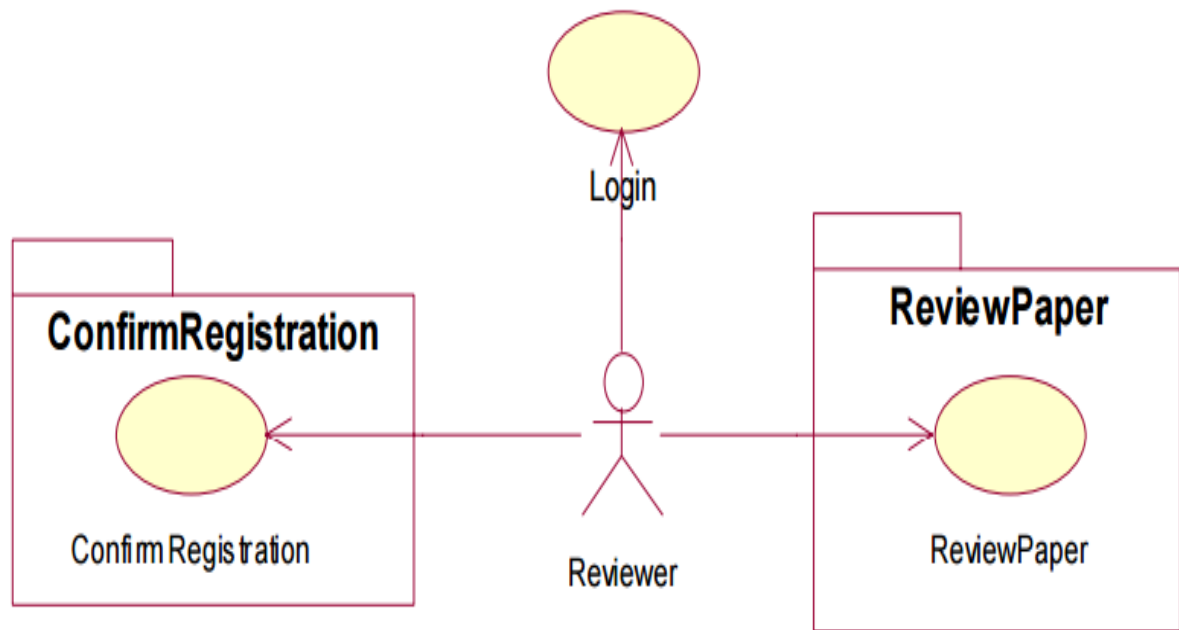 Login
ConfirmRegistration
ReviewPaper
Confirm Registration
Reviewer
ReviewPaper